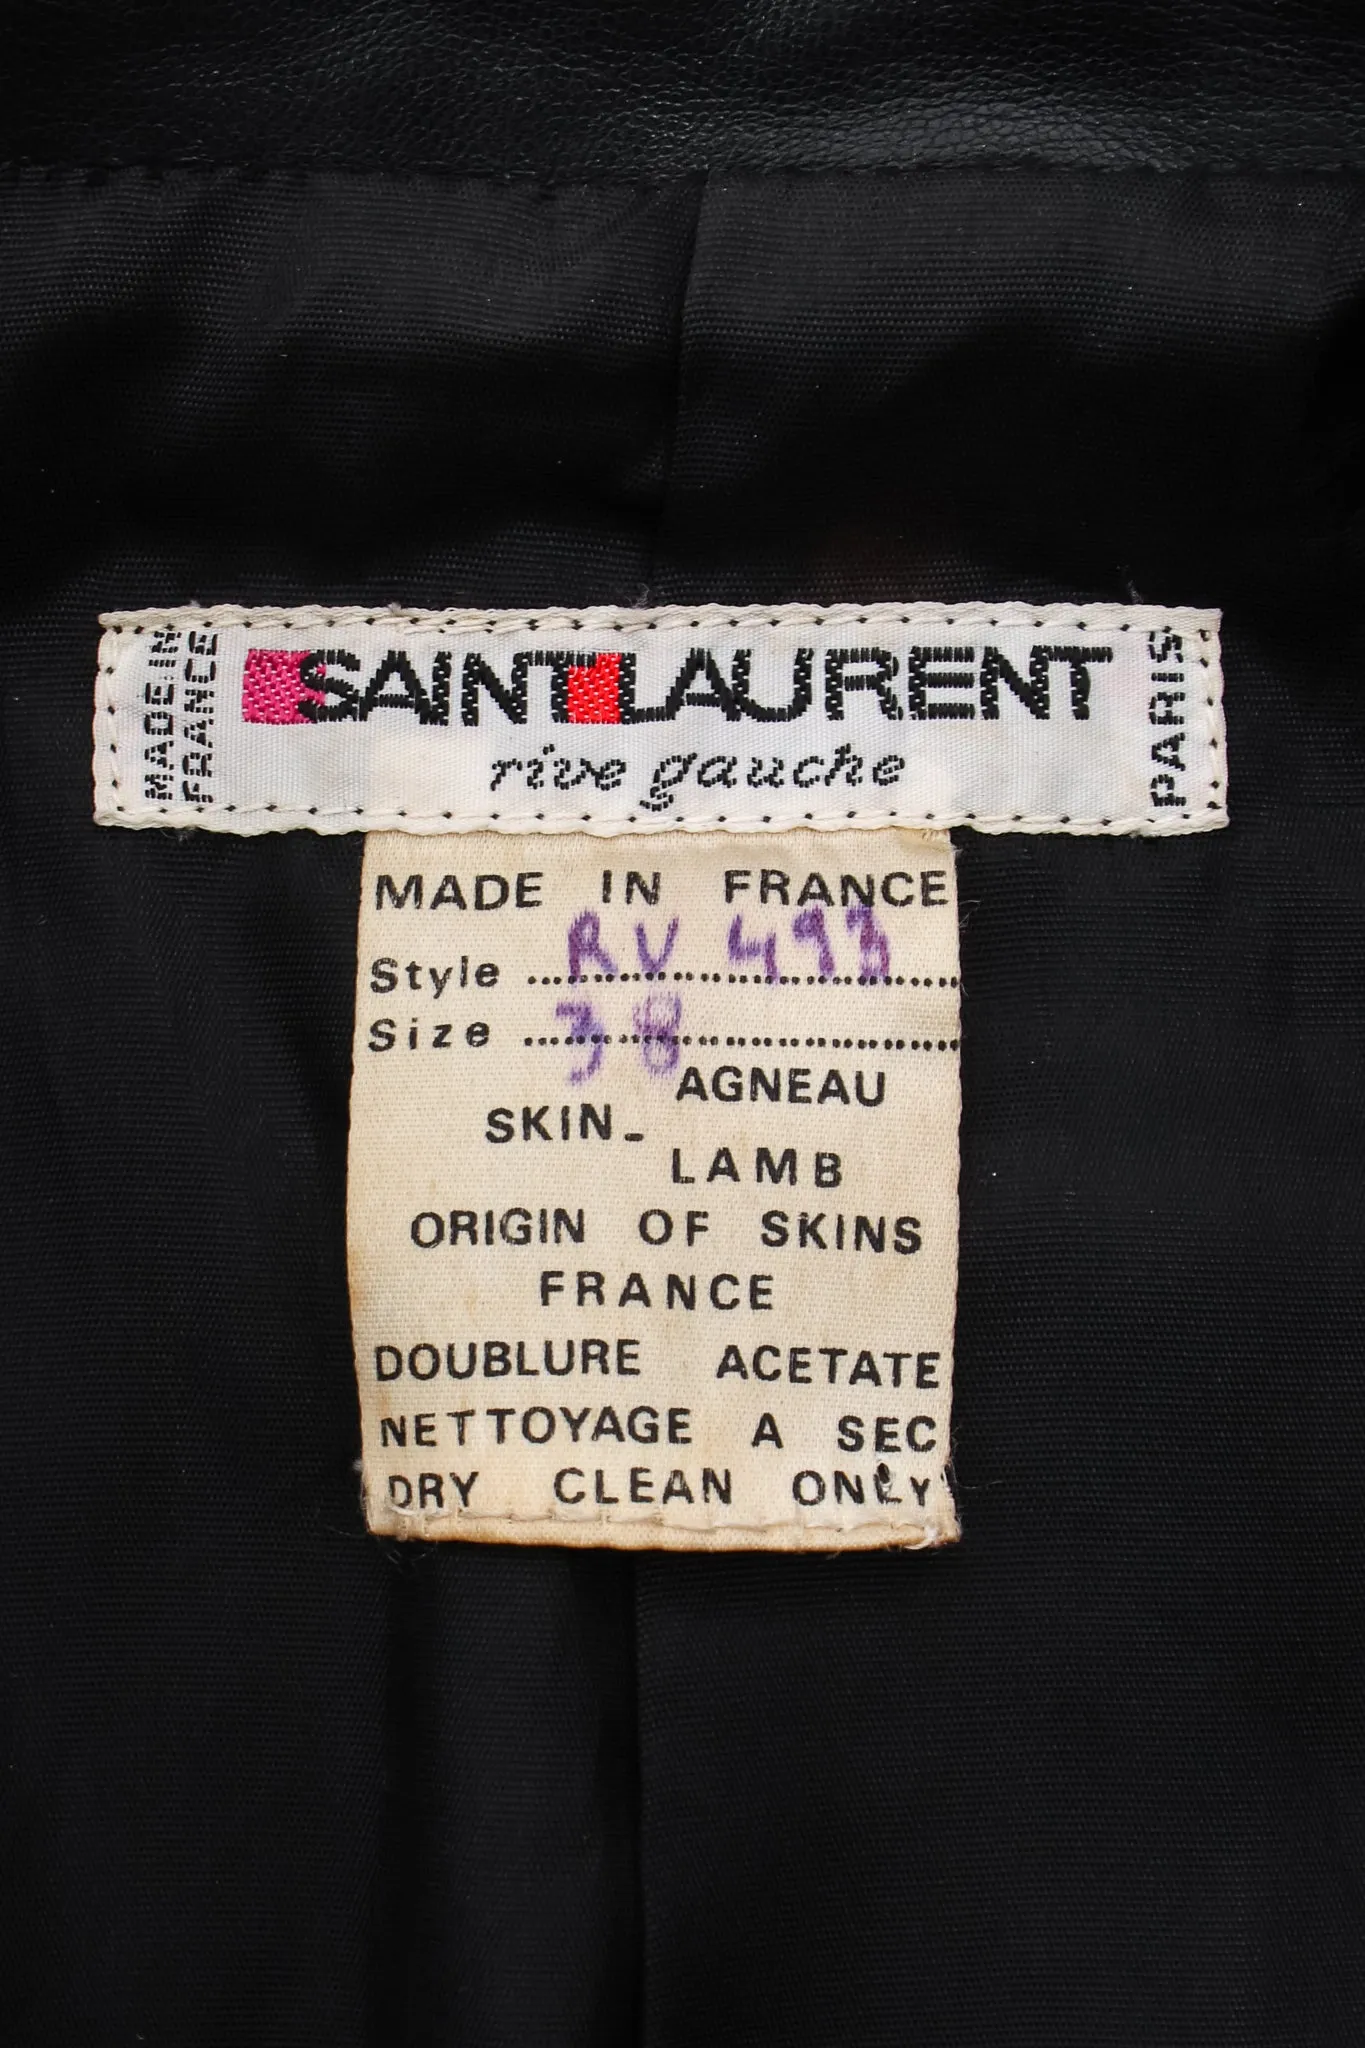 MADE IN
FRANCE
SAINT LAURENT
rive gauche
PARIS
MADE IN FRANCE
Style ........ RV 493
Size ........ 38
AGNEAU
SKIN_
LAMB
ORIGIN OF SKINS
FRANCE
DOUBLURE ACETATE
NETTOYAGE A SEC
DRY CLEAN ONLY